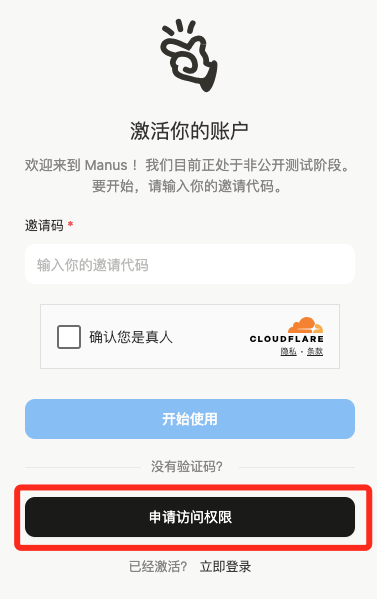 激活你的账户
欢迎来到 Manus！我们目前正处于非公开测试阶段。
要开始，请输入你的邀请代码。
邀请码 *
输入你的邀请代码
确认您是真人
CLOUDFLARE
隐私 · 条款
开始使用
没有验证码?
申请访问权限
已经激活? 立即登录